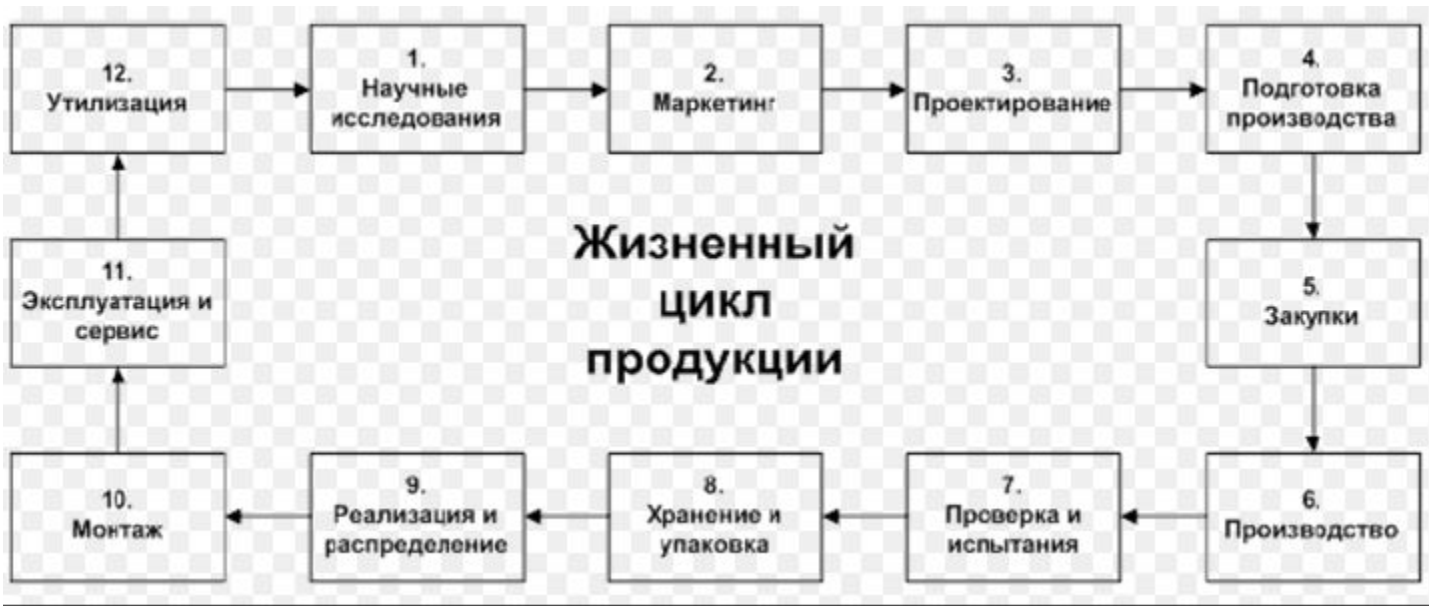 12.
Утилизация
1.
Научные
исследования
2.
Маркетинг
3.
Проектирование
4.
Подготовка
производства
Жизненный
цикл
продукции
11.
Эксплуатация и
сервис
5.
Закупки
10.
Монтаж
9.
Реализация и
распределение
8.
Хранение и
упаковка
7.
Проверка и
испытания
6.
Производство